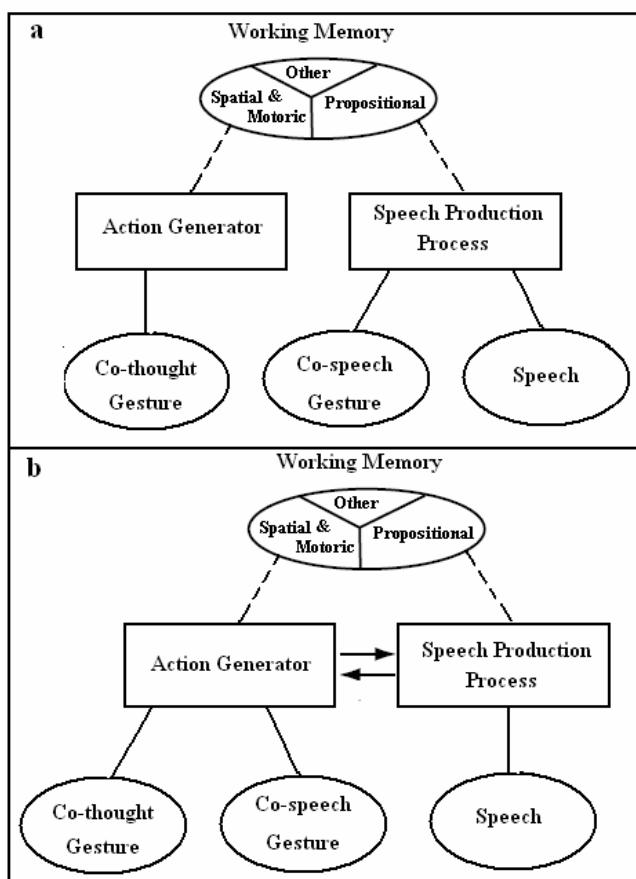 a
Working Memory
Other
Spatial & Propositional
Motoric
Action Generator
Speech Production
Process
Co-thought
Gesture
Co-speech
Gesture
Speech
b
Working Memory
Other
Spatial & Propositional
Motoric
Action Generator
Speech Production
Process
Co-thought
Gesture
Co-speech
Gesture
Speech